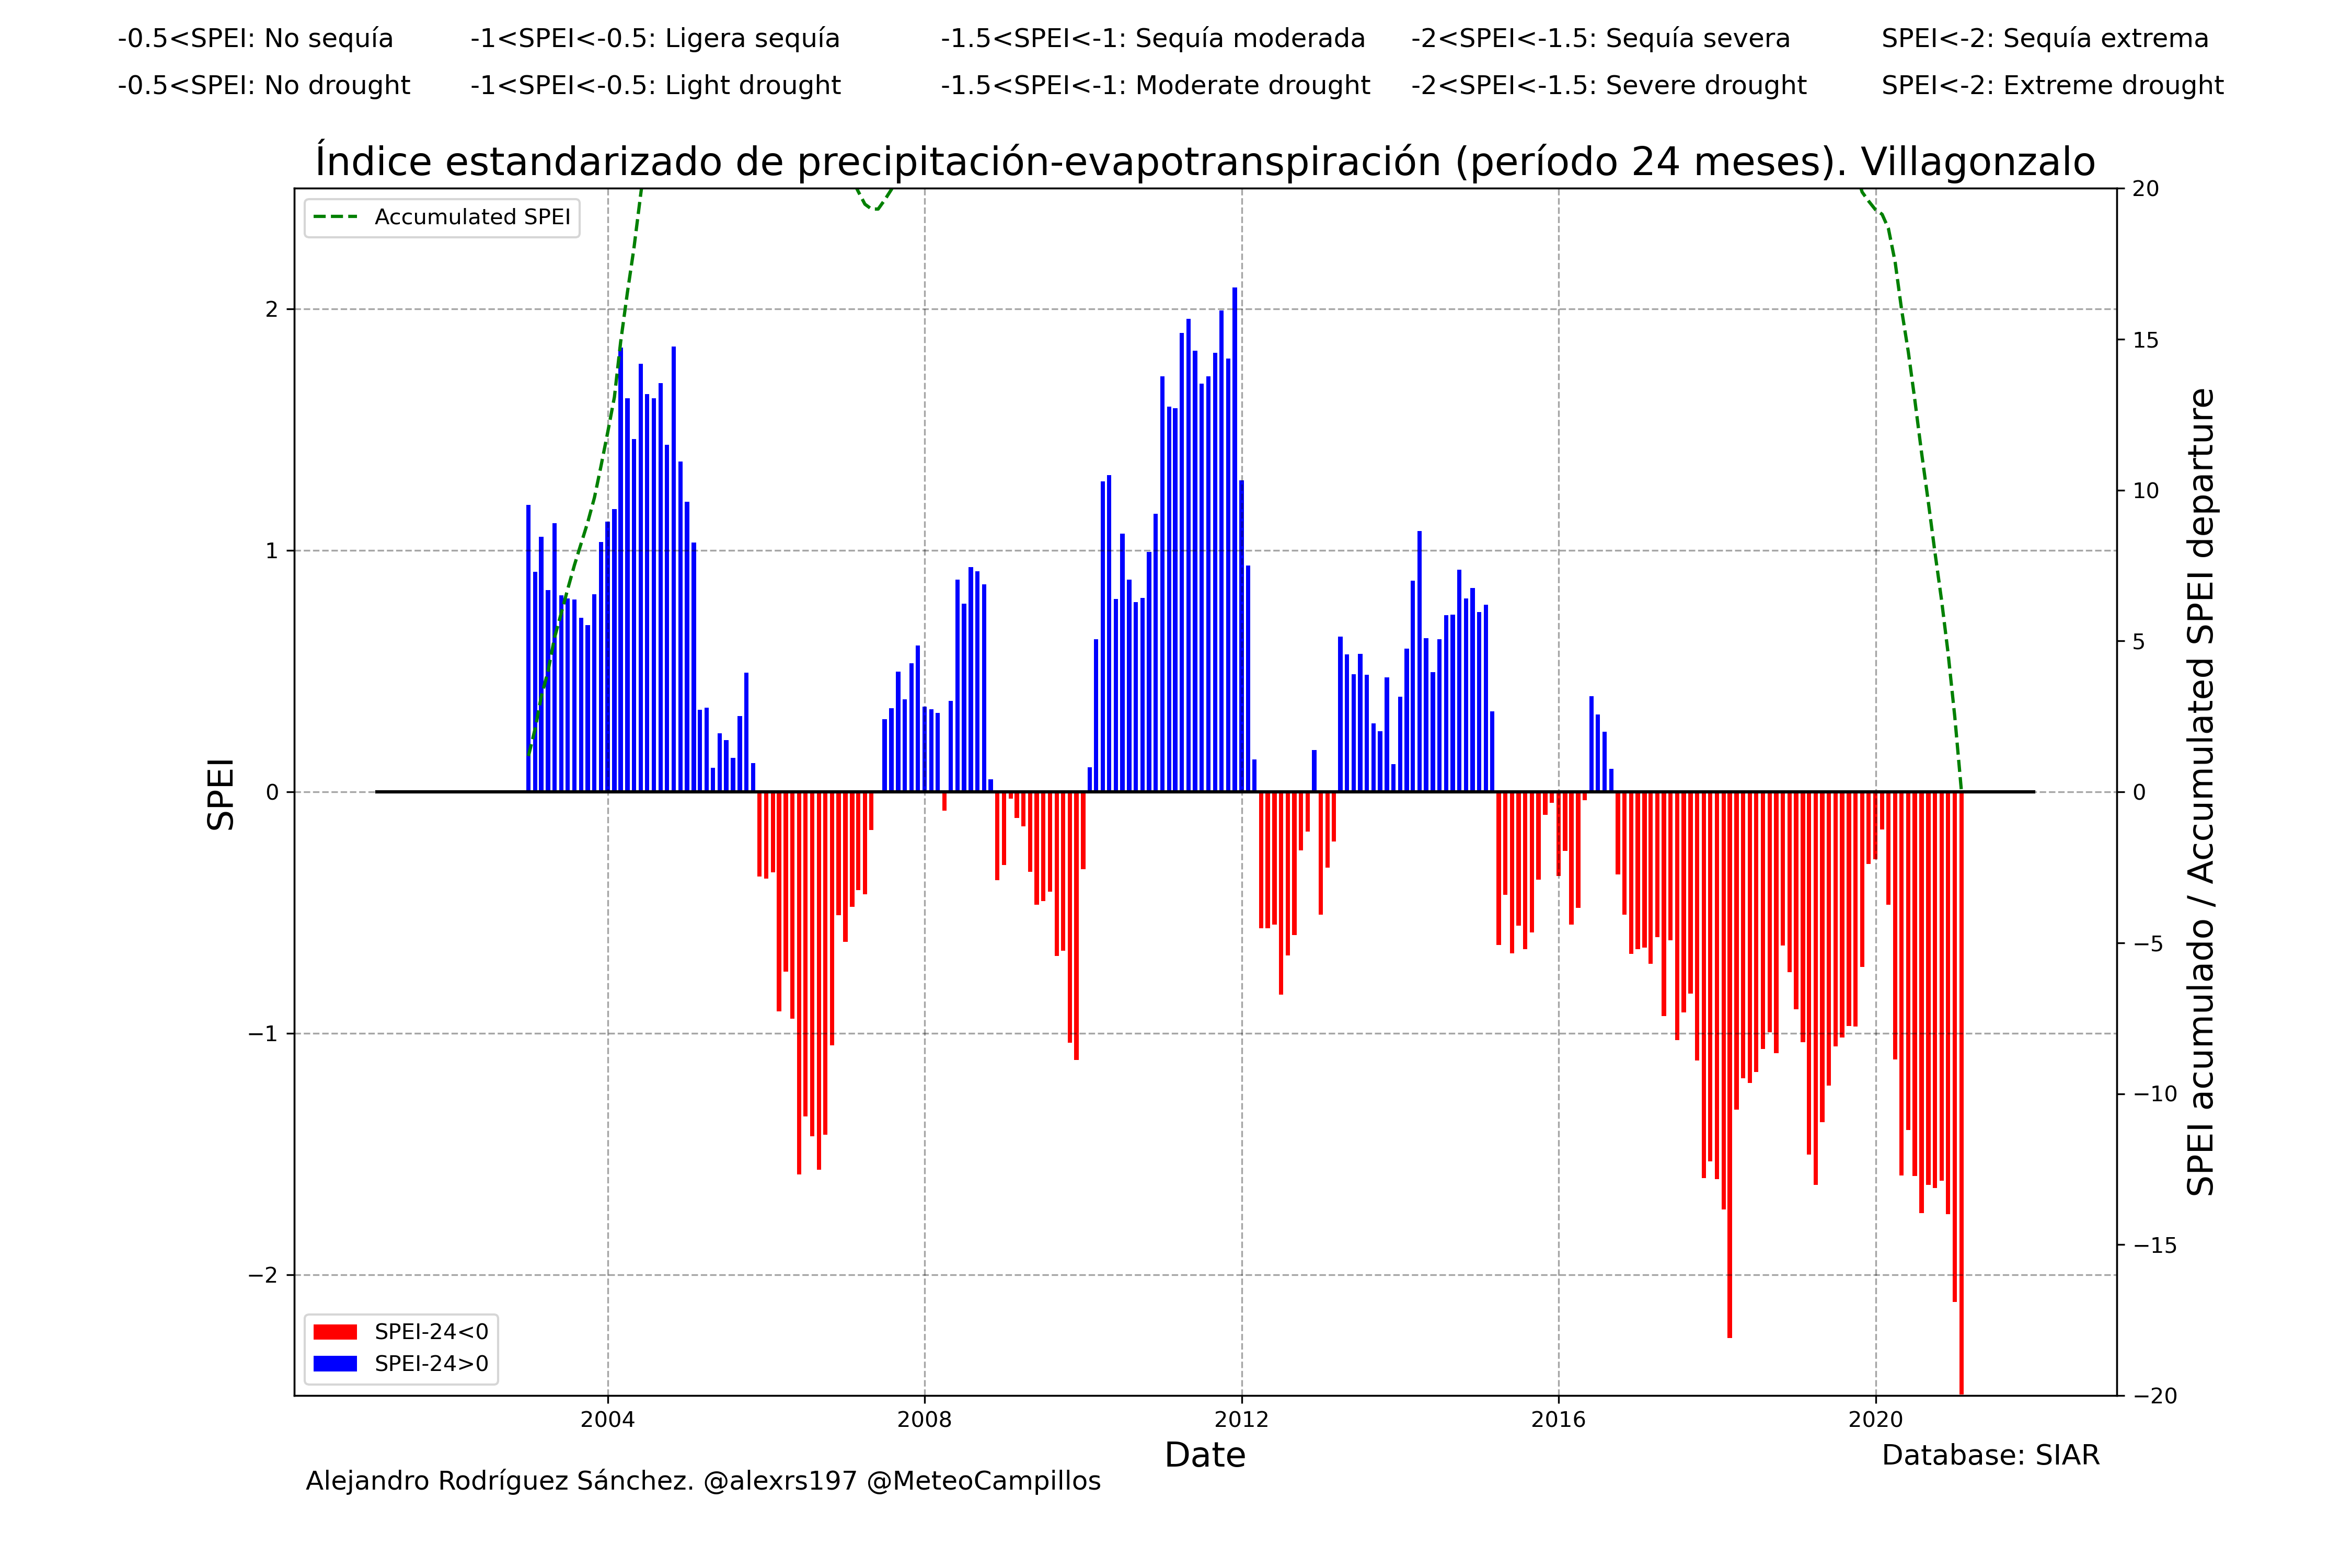 -0.5<SPEI: No sequía -1<SPEI<-0.5: Ligera sequía -1.5<SPEI<-1: Sequía moderada -2<SPEI<-1.5: Sequía severa SPEI<-2: Sequía extrema
-0.5<SPEI: No drought -1<SPEI<-0.5: Light drought -1.5<SPEI<-1: Moderate drought -2<SPEI<-1.5: Severe drought SPEI<-2: Extreme drought
Índice estandarizado de precipitación-evapotranspiración (período 24 meses). Villagonzalo
Accumulated SPEI
2
1
0
−1
−2
SPEI
20
15
10
5
0
−5
−10
−15
−20
SPEI acumulado / Accumulated SPEI departure
SPEI-24<0
SPEI-24>0
2004 2008 2012 2016 2020
Date
Database: SIAR
Alejandro Rodríguez Sánchez. @alexrs197 @MeteoCampillos